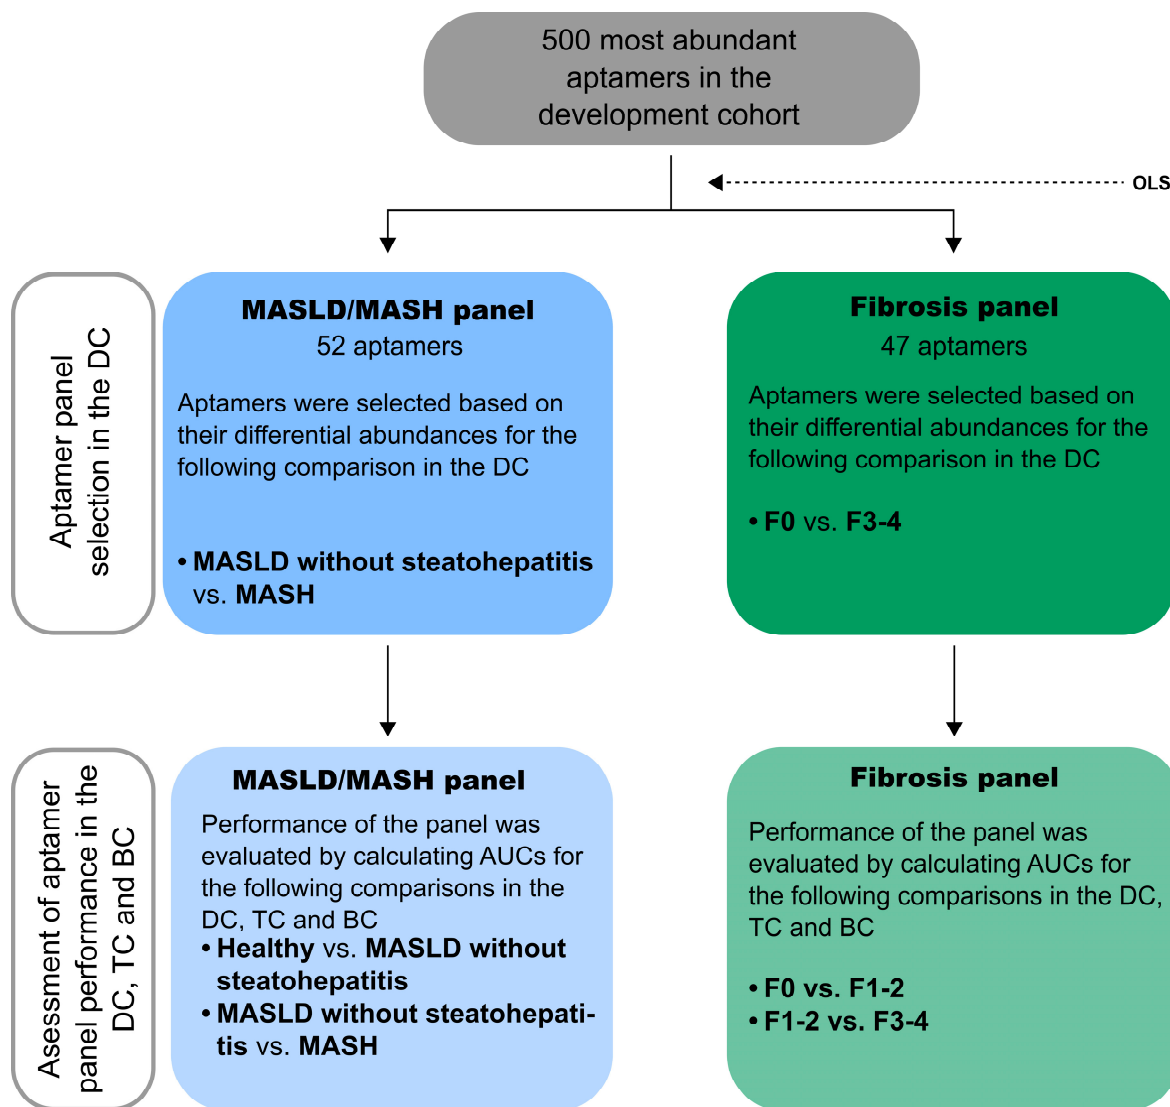 500 most abundant
aptamers in the
development cohort
OLS
Aptamer panel
selection in the DC
MASLD/MASH panel
52 aptamers
Aptamers were selected based on
their differential abundances for the
following comparison in the DC
• MASLD without steatohepatitis
vs. MASH
Fibrosis panel
47 aptamers
Aptamers were selected based on
their differential abundances for the
following comparison in the DC
• F0 vs. F3-4
Asessment of aptamer
panel performance in the
DC, TC and BC
MASLD/MASH panel
Performance of the panel was
evaluated by calculating AUCs for
the following comparisons in the
DC, TC and BC
• Healthy vs. MASLD without
steatohepatitis
• MASLD without steatohepati-
tis vs. MASH
Fibrosis panel
Performance of the panel was
evaluated by calculating AUCs for
the following comparisons in the DC,
TC and BC
• F0 vs. F1-2
• F1-2 vs. F3-4